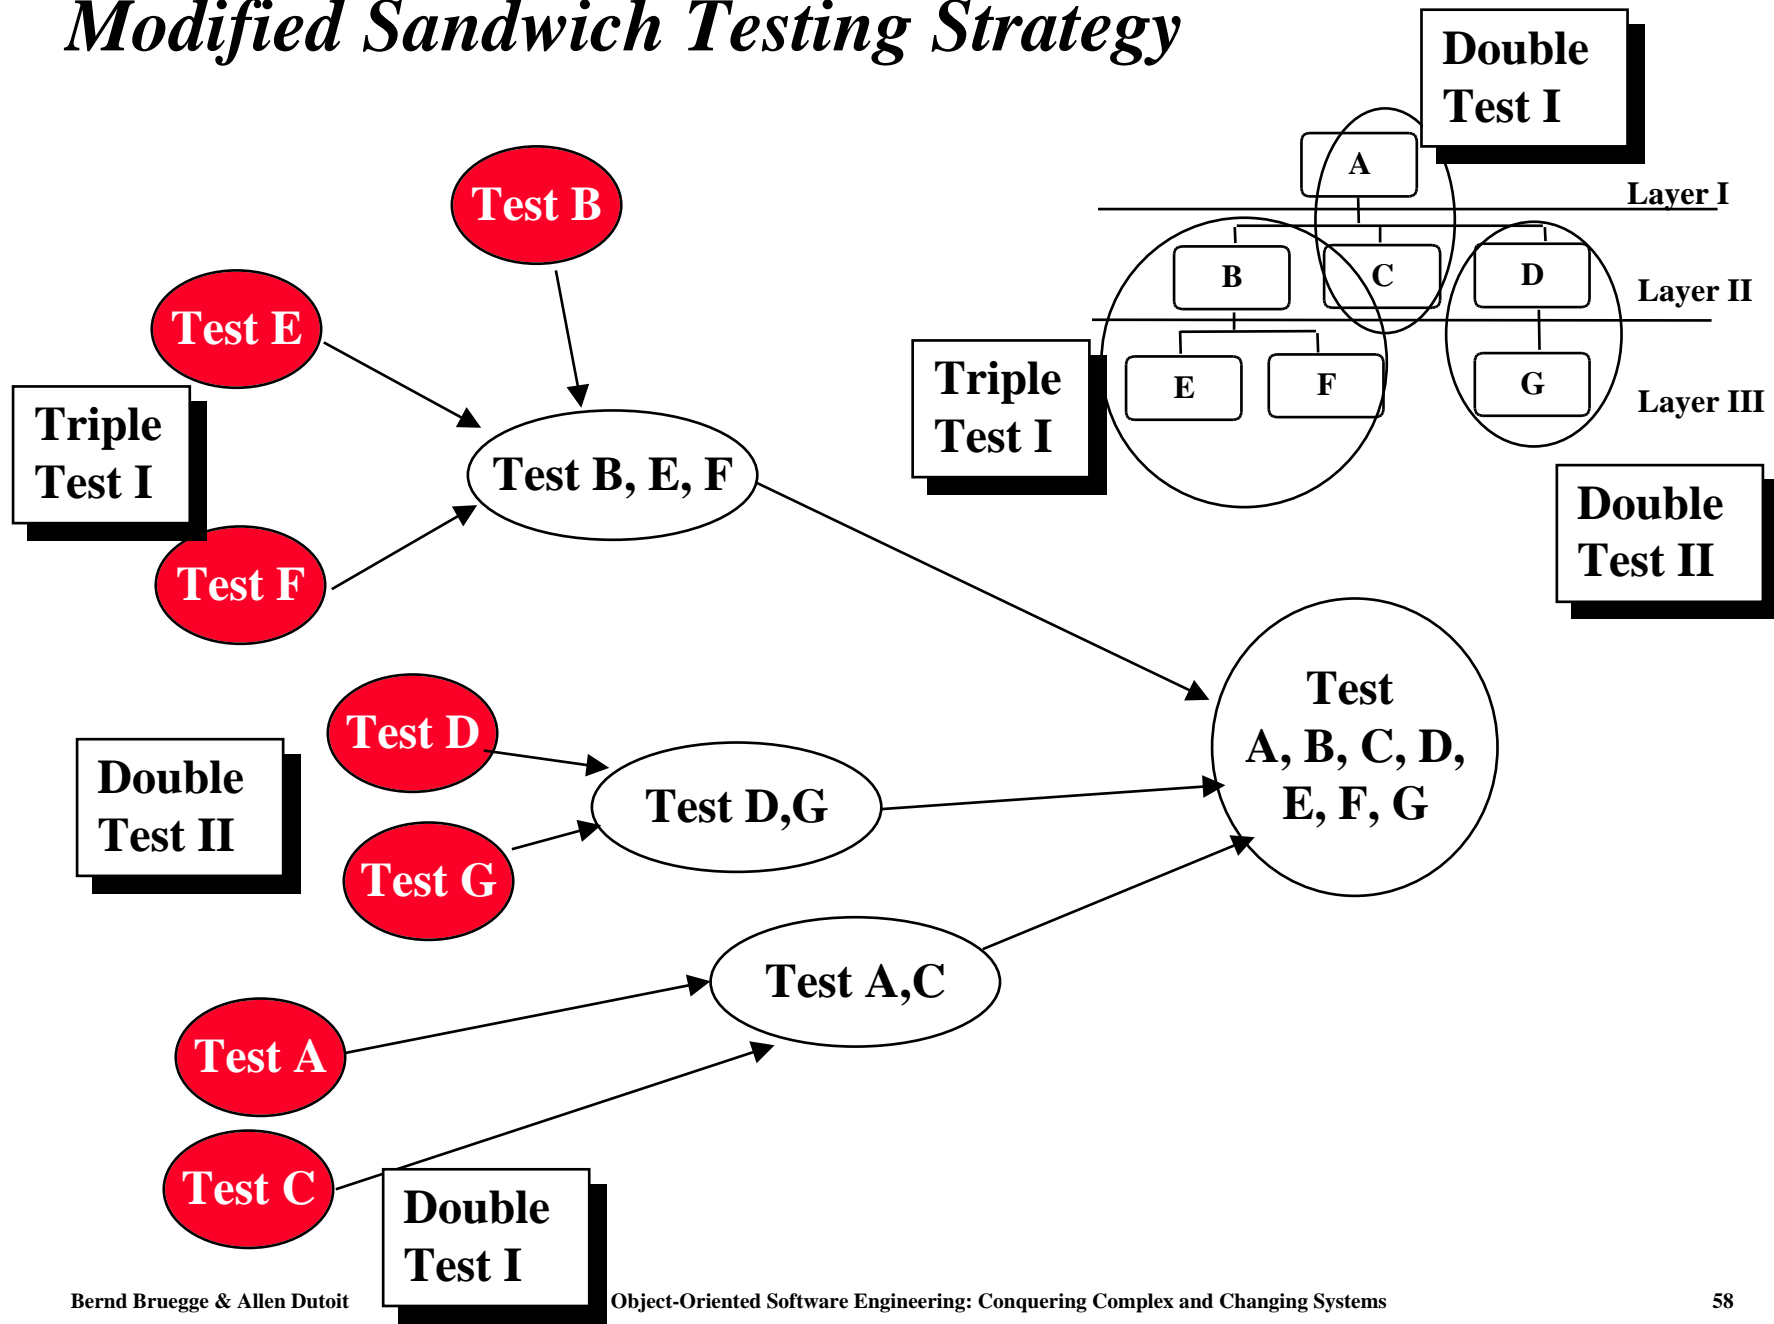 Modified Sandwich Testing Strategy
Double
Test I
A
Layer I
B
C
D
Layer II
E
F
G
Layer III
Triple
Test I
Double
Test II
Test B
Test E
Triple
Test I
Test B, E, F
Test F
Test D
Double
Test II
Test D,G
Test G
Test
A, B, C, D,
E, F, G
Test A,C
Test A
Test C
Double
Test I
Bernd Bruegge & Allen Dutoit
Object-Oriented Software Engineering: Conquering Complex and Changing Systems
58